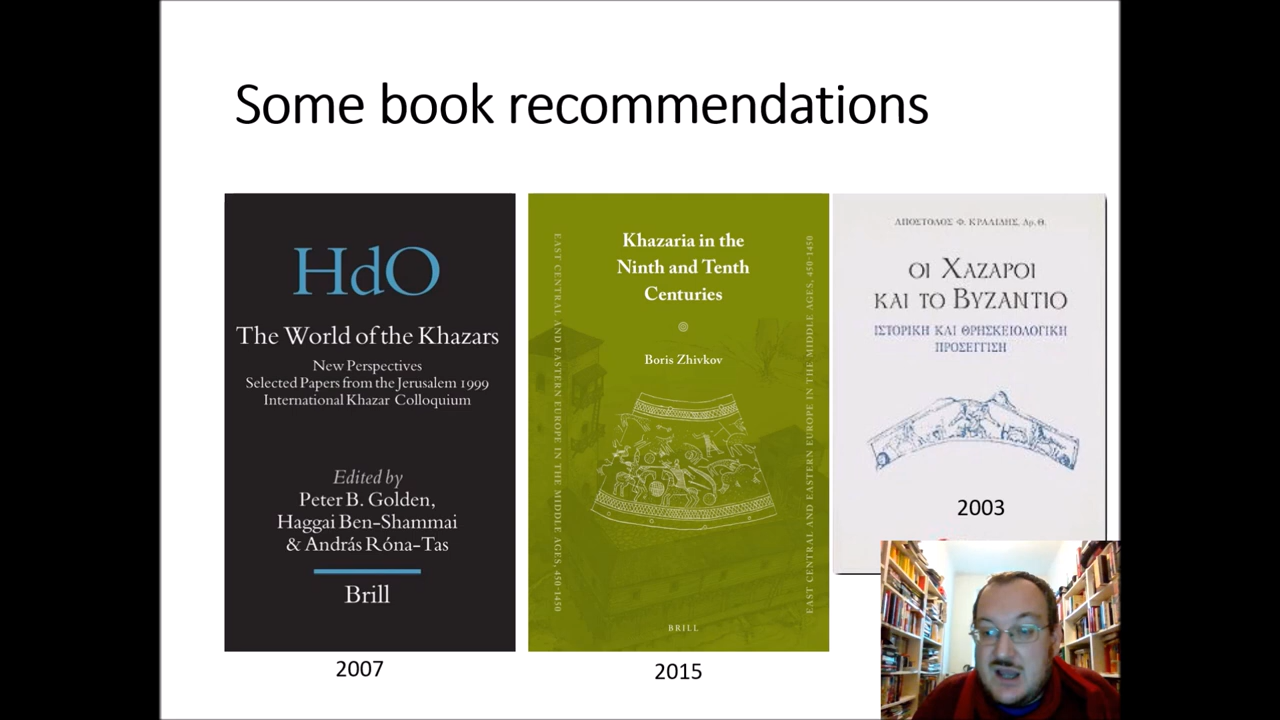 Some book recommendations
HdO
The World of the Khazars
New Perspectives
Selected Papers from the Jerusalem 1999
International Khazar Colloquium
Edited by
Peter B. Golden,
Haggai Ben-Shammai
& András Róna-Tas
Brill
2007
EAST CENTRAL AND EASTERN EUROPE IN THE MIDDLE AGES, 450-1450
Khazaria in the
Ninth and Tenth
Centuries
Boris Zhivkov
BRILL
EAST CENTRAL AND EASTERN EUROPE IN THE MIDDLE AGES, 450-1450
2015
ΑΠΟΣΤΟΛΟΣ Φ. ΚΡΑΛΙΔΗΣ, Δρ. Θ.
ΟΙ ΧΑΖΑΡΟΙ
ΚΑΙ ΤΟ ΒΥΖΑΝΤΙΟ
ΙΣΤΟΡΙΚΗ ΚΑΙ ΘΡΗΣΚΕΙΟΛΟΓΙΚΗ
ΠΡΟΣΕΓΓΙΣΗ
2003